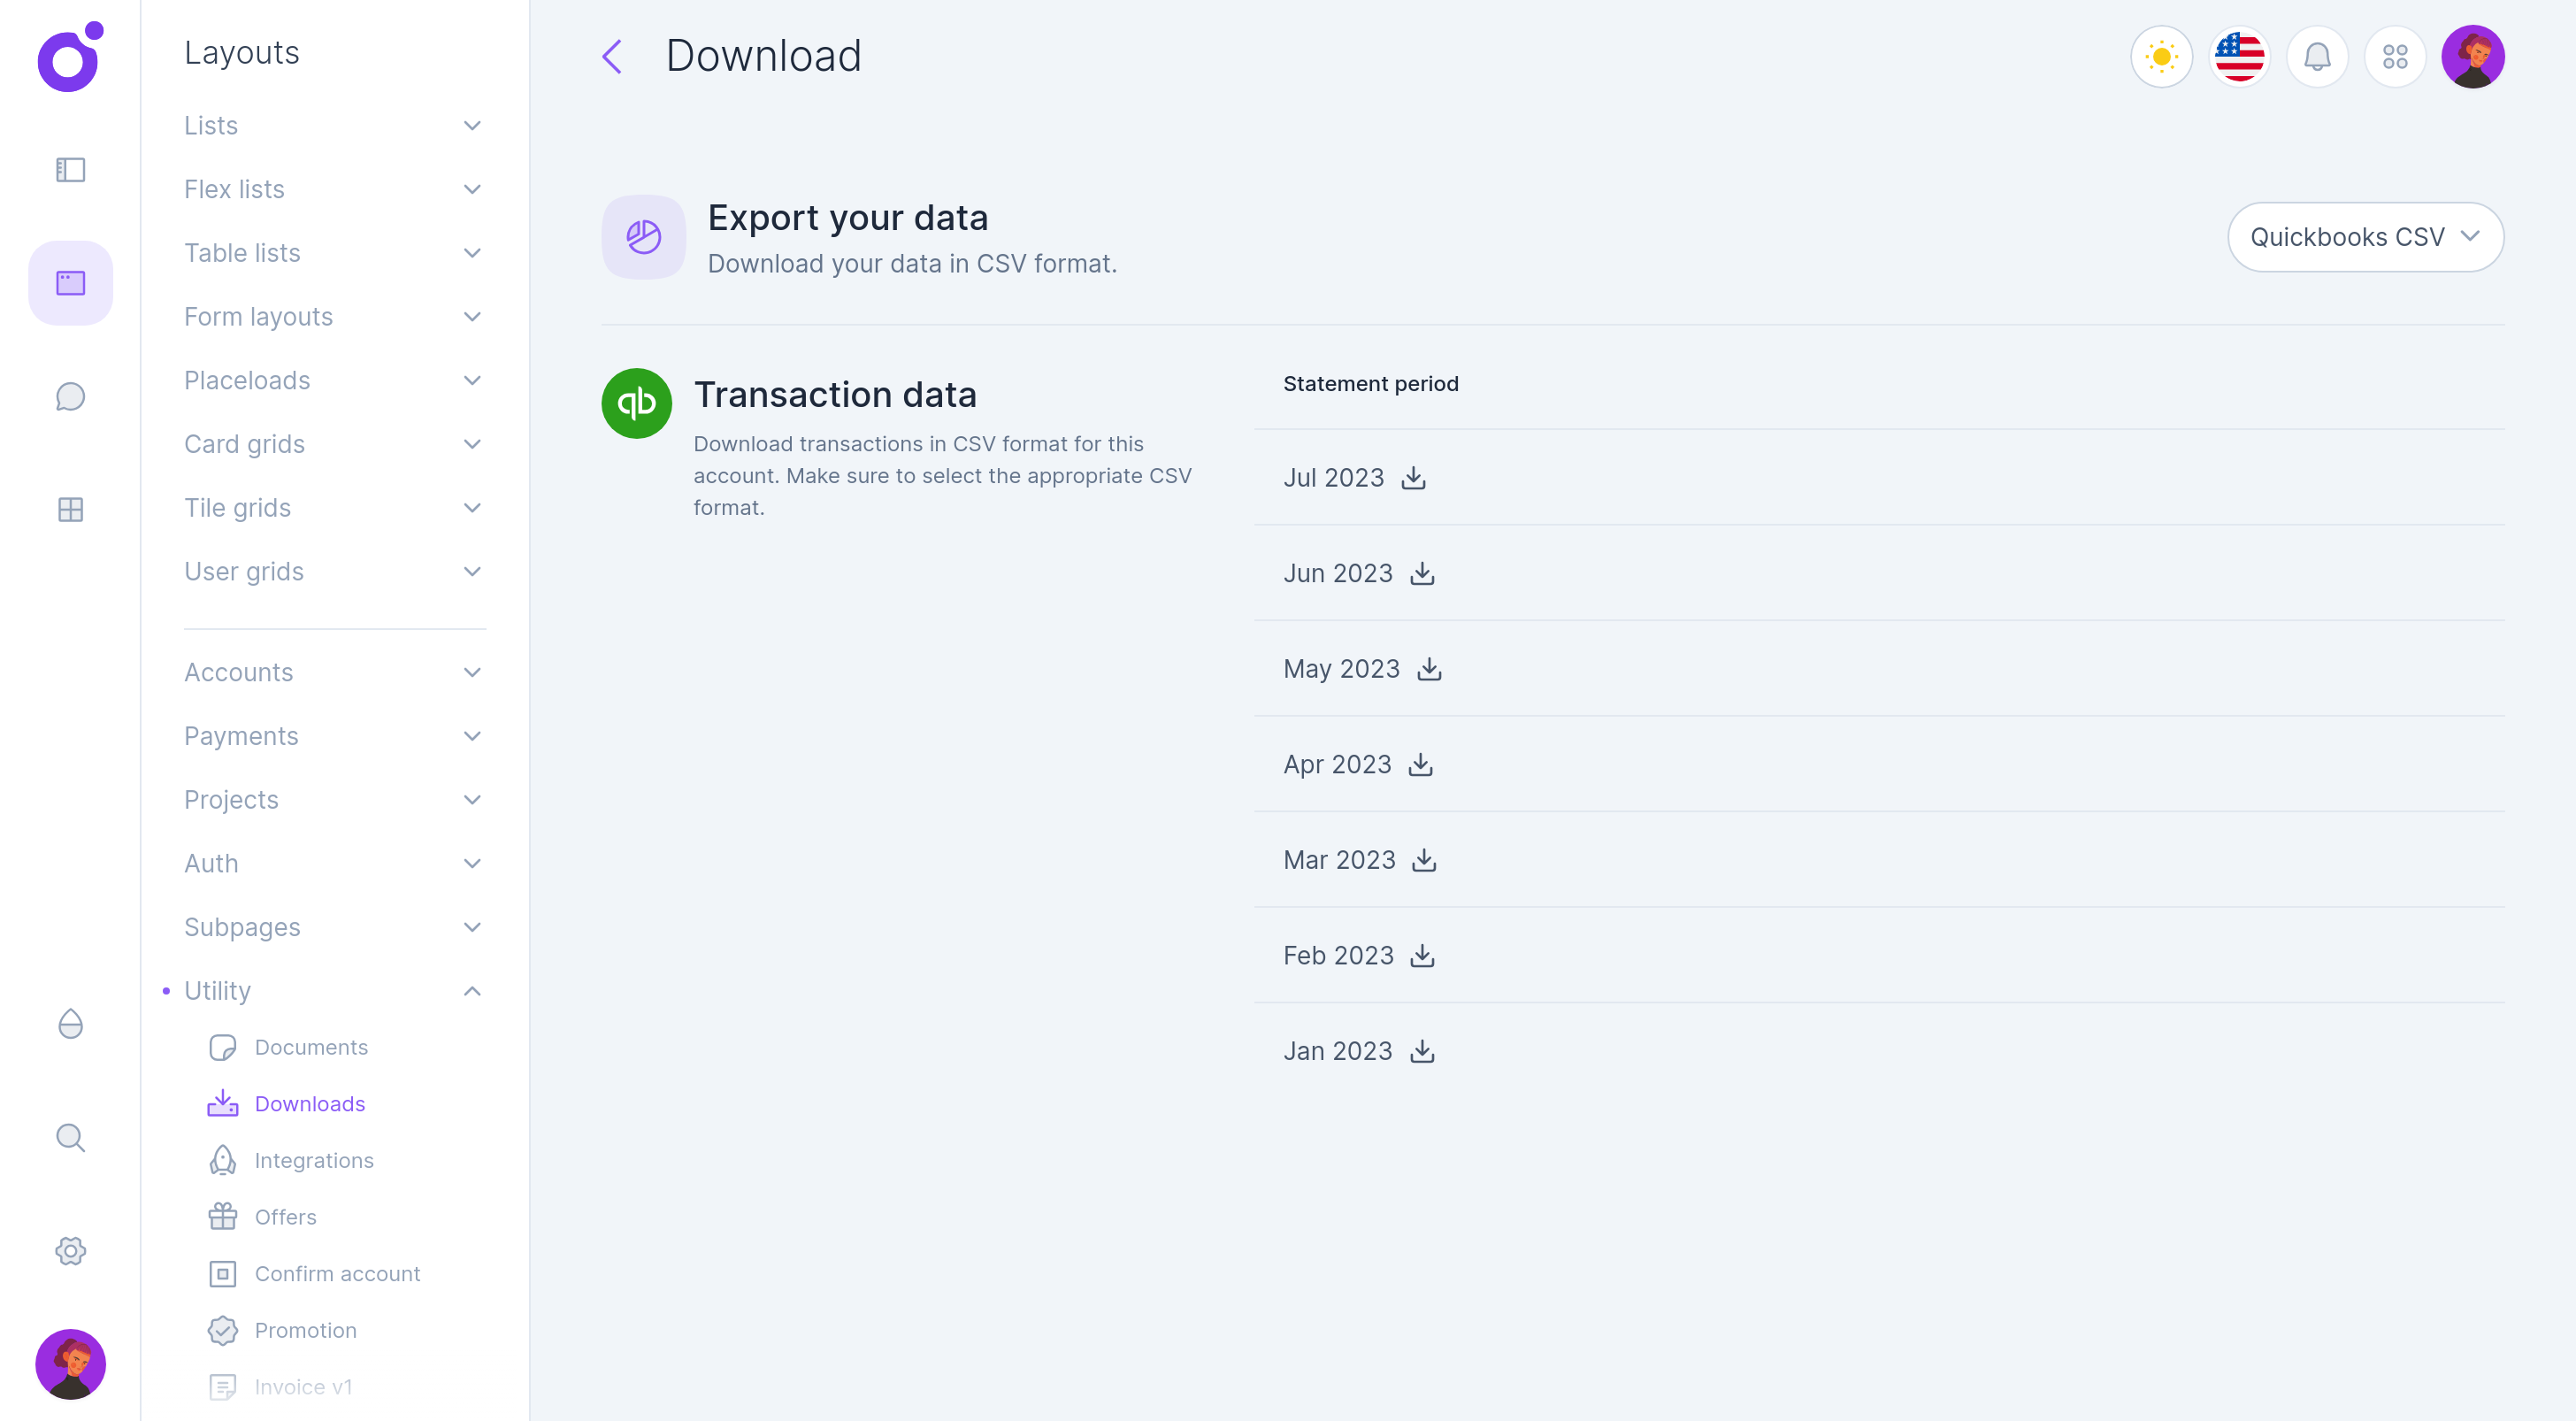 Layouts
Lists
Flex lists
Table lists
Form layouts
Placeloads
Card grids
Tile grids
User grids
Accounts
Payments
Projects
Auth
Subpages
Utility
Documents
Downloads
Integrations
Offers
Confirm account
Promotion
Invoice v1
Download
Export your data
Download your data in CSV format.
Quickbooks CSV
qb
Transaction data
Download transactions in CSV format for this
account. Make sure to select the appropriate CSV
format.
Statement period
Jul 2023
Jun 2023
May 2023
Apr 2023
Mar 2023
Feb 2023
Jan 2023